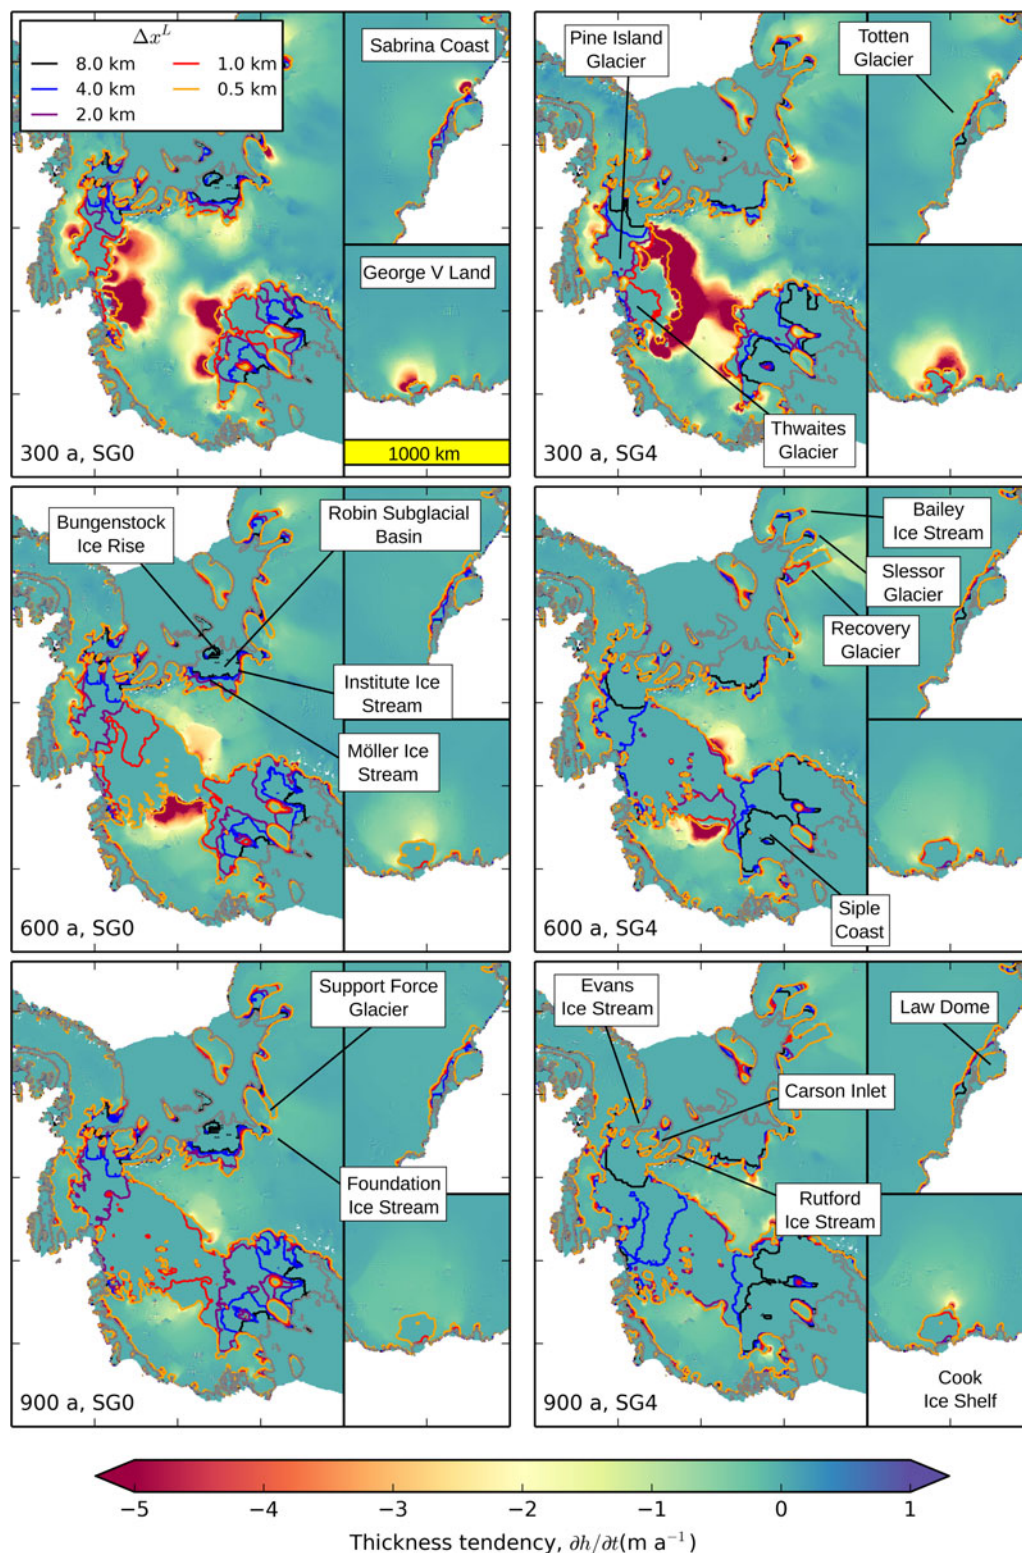 Δx^L
8.0 km
4.0 km
2.0 km
1.0 km
0.5 km
Sabrina Coast
George V Land
1000 km
300 a, SG0
Pine Island
Glacier
Totten
Glacier
Thwaites
Glacier
300 a, SG4
Bungenstock
Ice Rise
Robin Subglacial
Basin
Institute Ice
Stream
Möller Ice
Stream
600 a, SG0
Bailey
Ice Stream
Slessor
Glacier
Recovery
Glacier
Siple
Coast
600 a, SG4
Support Force
Glacier
Foundation
Ice Stream
900 a, SG0
Evans
Ice Stream
Law Dome
Carson Inlet
Rutford
Ice Stream
Cook
Ice Shelf
900 a, SG4
−5 −4 −3 −2 −1 0 1
Thickness tendency, ∂h/∂t(m a⁻¹)